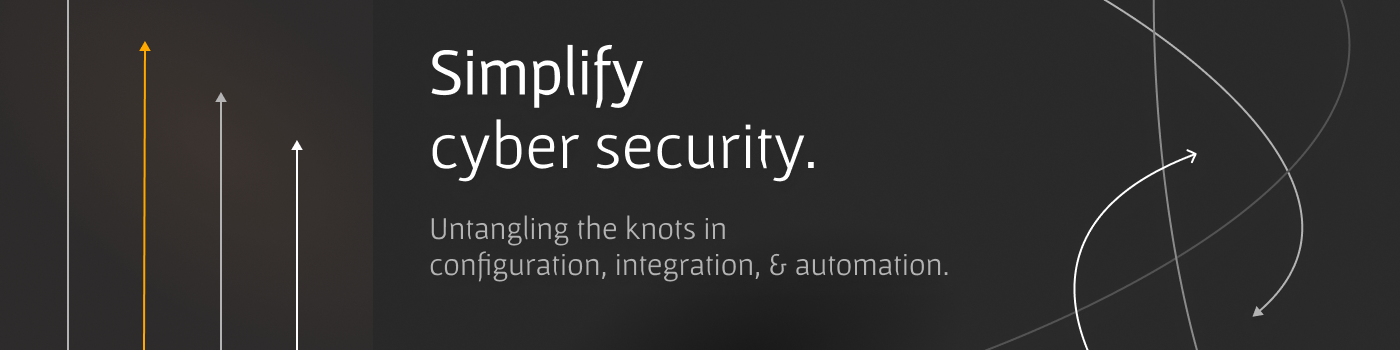 Simplify
cyber security.
Untangling the knots in
configuration, integration, & automation.